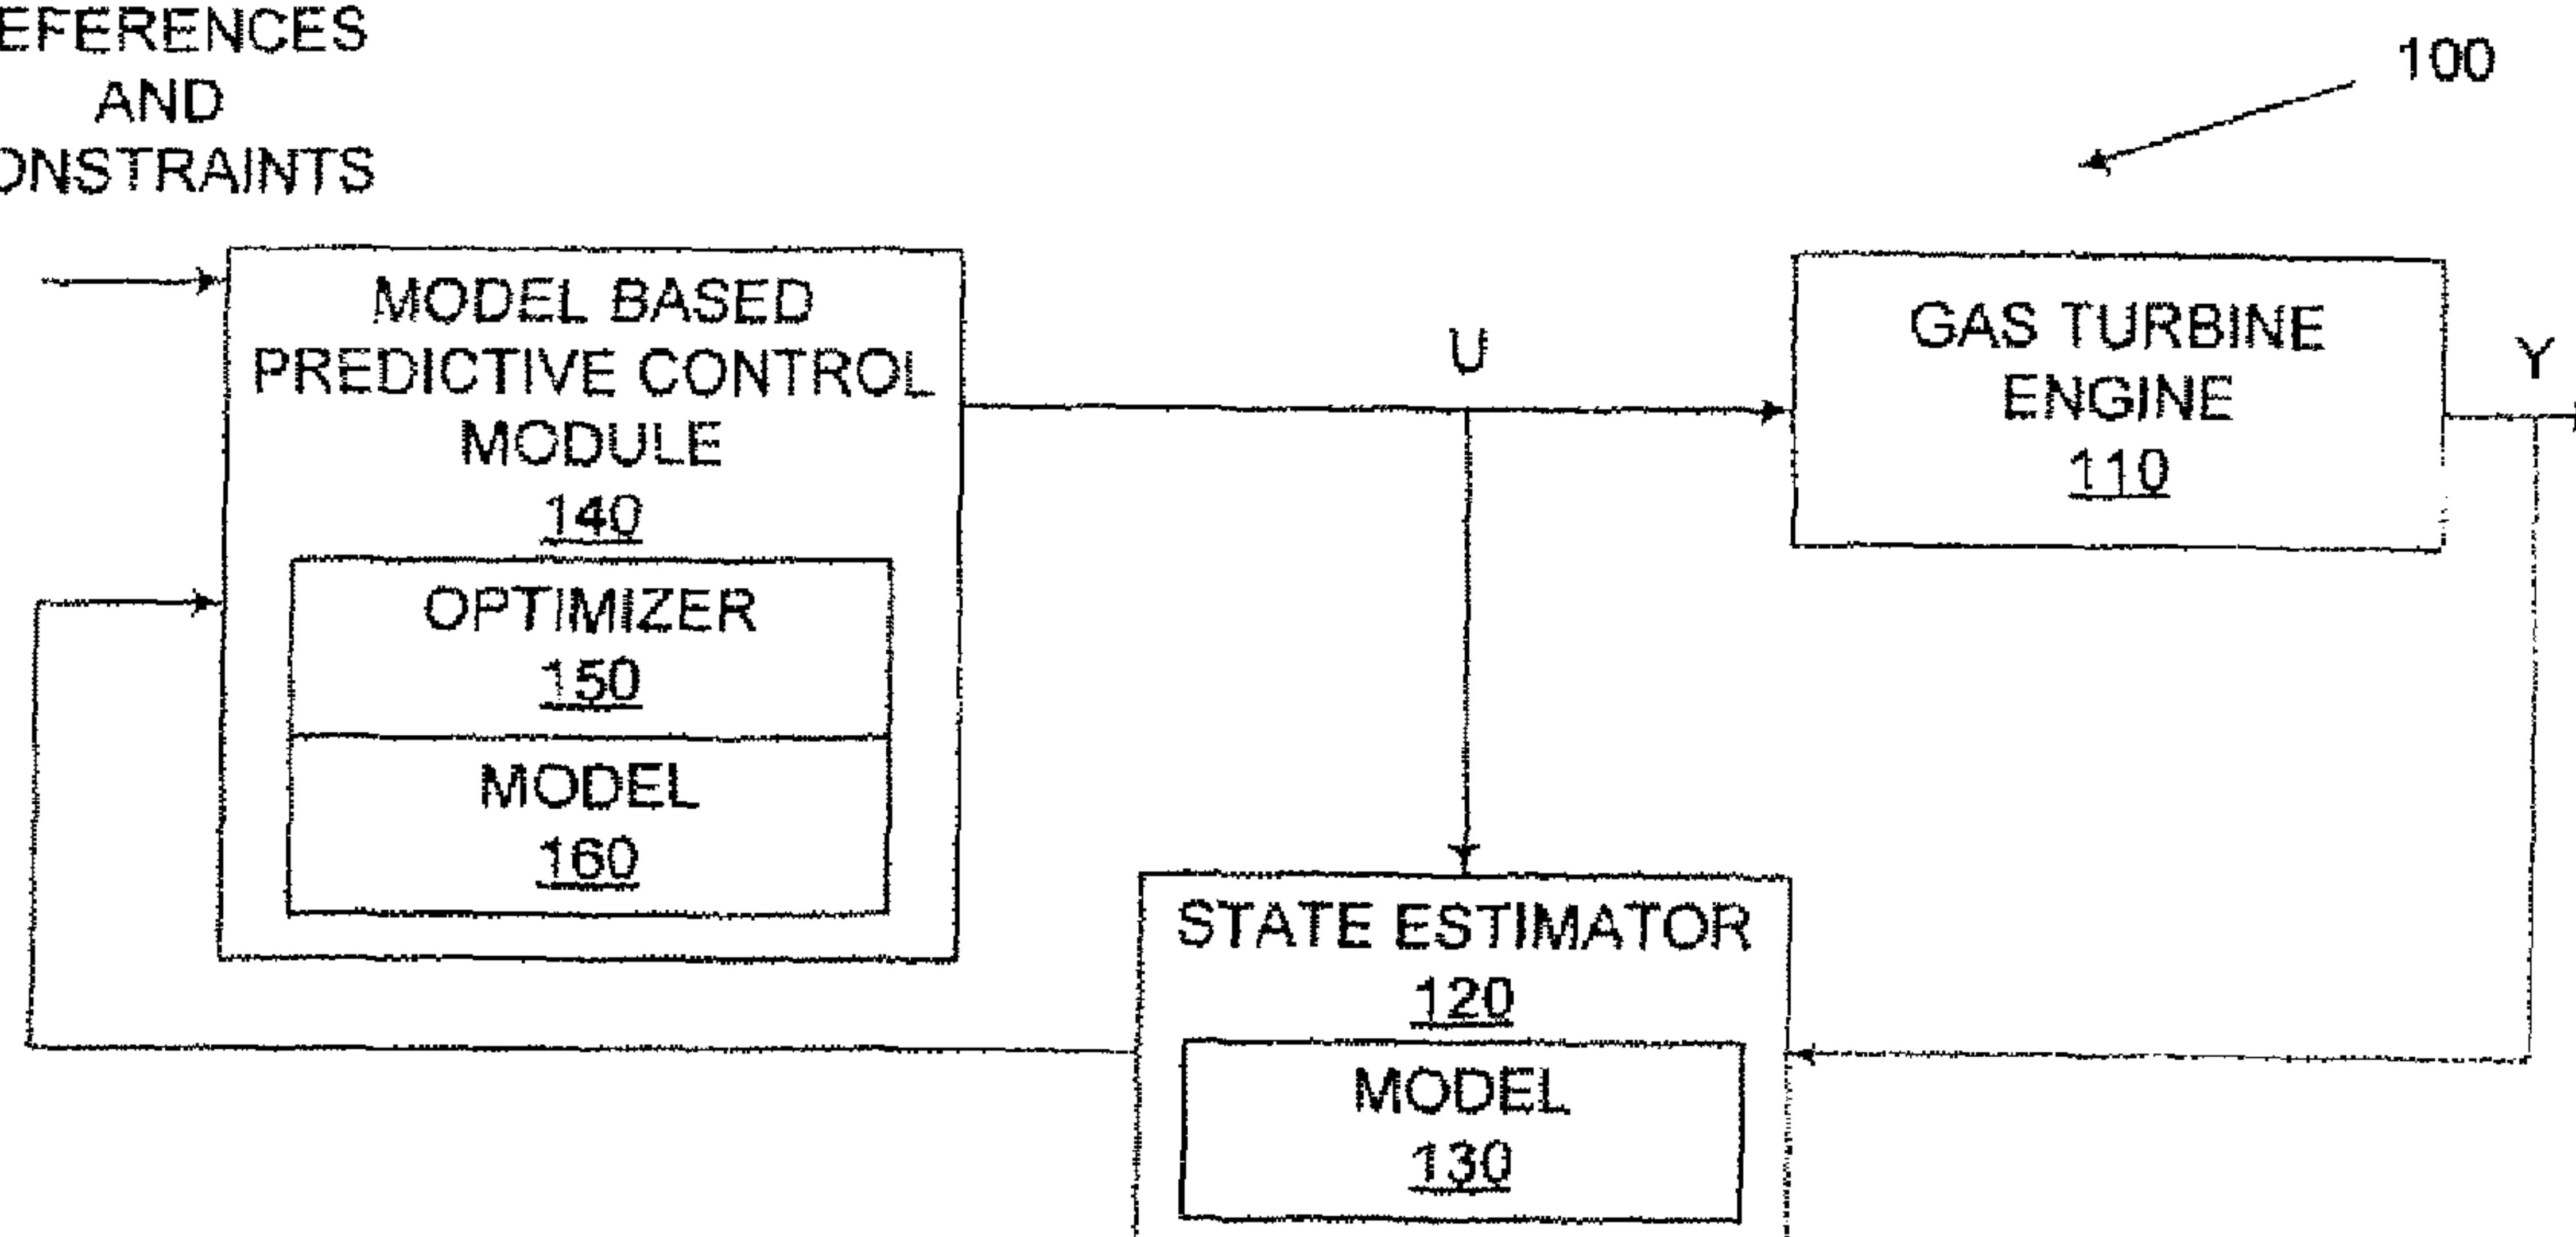 EFERENCES
AND
ONSTRAINTS
100
MODEL BASED
PREDICTIVE CONTROL
MODULE
140
OPTIMIZER
150
MODEL
160
U
GAS TURBINE
ENGINE
110
Y
STATE ESTIMATOR
120
MODEL
130